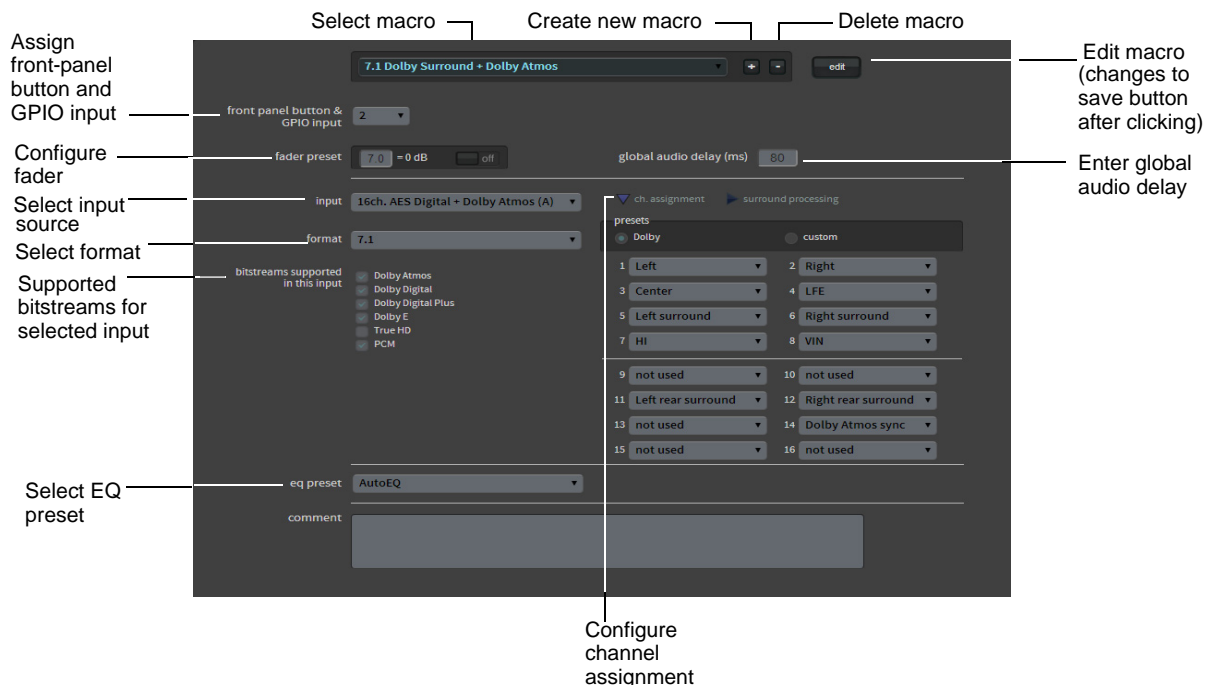 Select macro
Create new macro
Delete macro
Assign
front-panel
button and
GPIO input
Edit macro
(changes to
save button
after clicking)
7.1 Dolby Surround + Dolby Atmos
+
-
edit
front panel button &
GPIO input
2
Configure
fader
fader preset
7.0
= 0 dB
off
global audio delay (ms)
80
Enter global
audio delay
Select input
source
input
16ch. AES Digital + Dolby Atmos (A)
ch. assignment
surround processing
Select format
format
7.1
presets
Dolby
custom
Supported
bitstreams for
selected input
bitstreams supported
in this input
Dolby Atmos
Dolby Digital
Dolby Digital Plus
Dolby E
True HD
PCM
1 Left
2 Right
3 Center
4 LFE
5 Left surround
6 Right surround
7 HI
8 VIN
9 not used
10 not used
11 Left rear surround
12 Right rear surround
13 not used
14 Dolby Atmos sync
15 not used
16 not used
Select EQ
preset
eq preset
AutoEQ
comment
Configure
channel
assignment